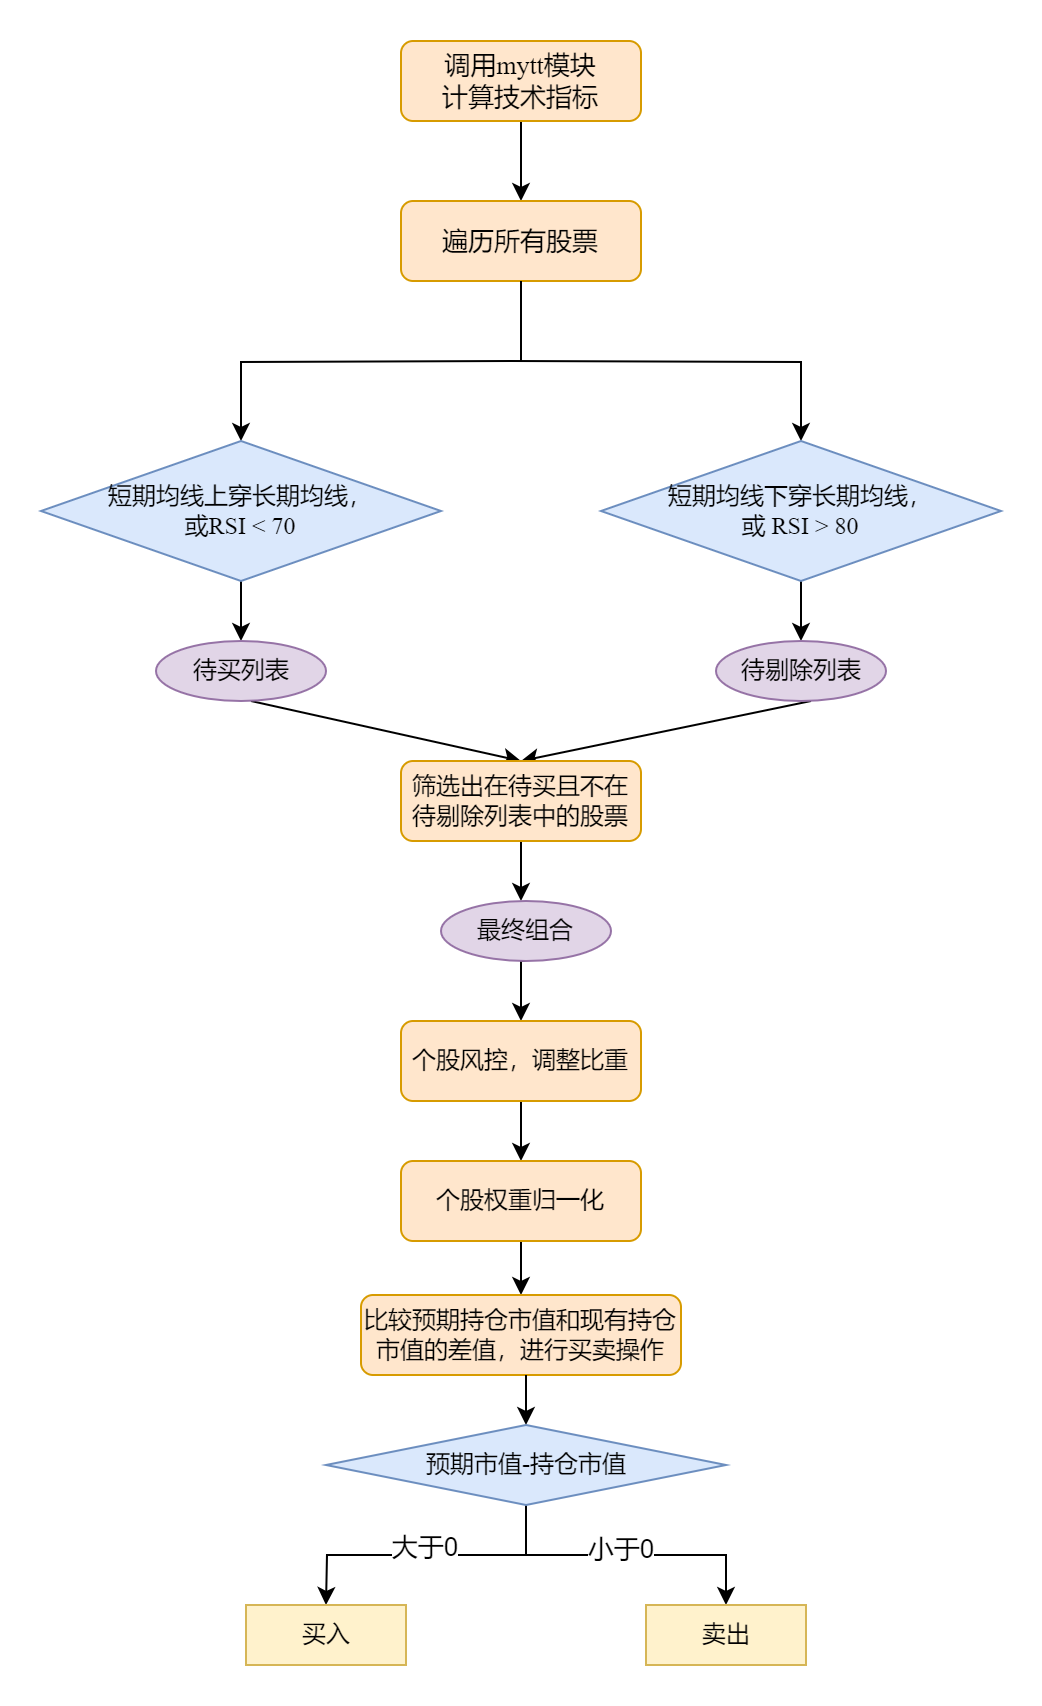 调用mytt模块
计算技术指标
遍历所有股票
短期均线上穿长期均线，
或RSI < 70
短期均线下穿长期均线，
或 RSI > 80
待买列表
待剔除列表
筛选出在待买且不在
待剔除列表中的股票
最终组合
个股风控，调整比重
个股权重归一化
比较预期持仓市值和现有持仓
市值的差值，进行买卖操作
预期市值-持仓市值
大于0
小于0
买入
卖出